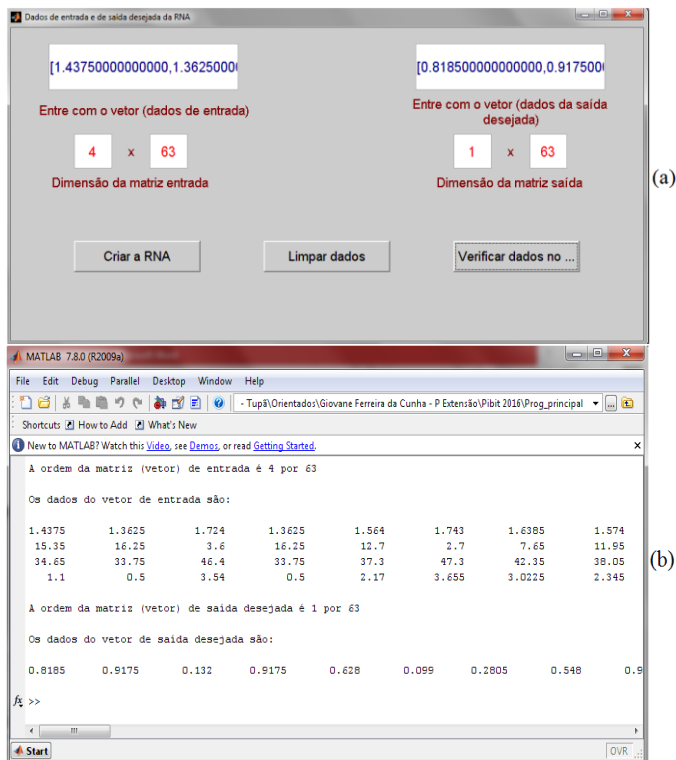 Dados de entrada e de saída desejada da RNA
[1.43750000000000,1.3625000(
[0.818500000000000,0.917500(
Entre com o vetor (dados de entrada)
Entre com o vetor (dados da saída
desejada)
4 x 63
1 x 63
Dimensão da matriz entrada
Dimensão da matriz saída
(a)
Criar a RNA
Limpar dados
Verificar dados no ...
MATLAB 7.8.0 (R2009a)
File Edit Debug Parallel Desktop Window Help
- Tupã\Orientados\Giovane Ferreira da Cunha - P Extensão\Pibit 2016\Prog_principal
Shortcuts How to Add What's New
New to MATLAB? Watch this Video, see Demos, or read Getting Started.
A ordem da matriz (vetor) de entrada é 4 por 63
Os dados do vetor de entrada são:
1.4375 1.3625 1.724 1.3625 1.564 1.743 1.6385 1.574
15.35 16.25 3.6 16.25 12.7 2.7 7.65 11.95
34.65 33.75 46.4 33.75 37.3 47.3 42.35 38.05
1.1 0.5 3.54 0.5 2.17 3.655 3.0225 2.345
(b)
A ordem da matriz (vetor) de saída desejada é 1 por 63
Os dados do vetor de saída desejada são:
0.8185 0.9175 0.132 0.9175 0.628 0.099 0.2805 0.548 0.9
fx >>
Start
OVR